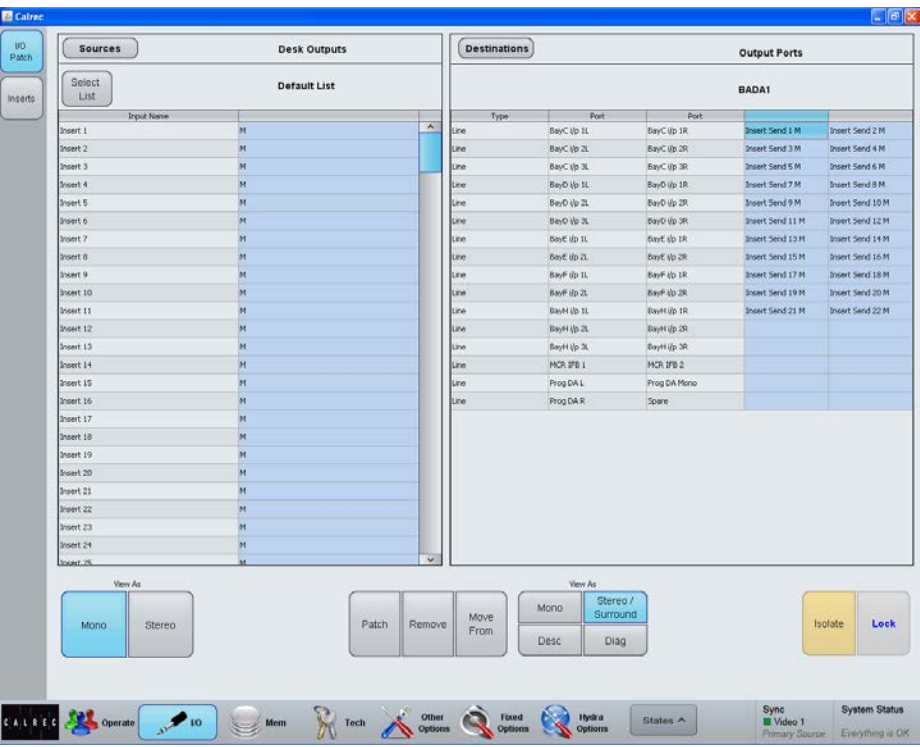 Calrec
I/O Patch
Inserts
Sources
Desk Outputs
Select List
Default List
Input Name
Insert 1 M
Insert 2 M
Insert 3 M
Insert 4 M
Insert 5 M
Insert 6 M
Insert 7 M
Insert 8 M
Insert 9 M
Insert 10 M
Insert 11 M
Insert 12 M
Insert 13 M
Insert 14 M
Insert 15 M
Insert 16 M
Insert 17 M
Insert 18 M
Insert 19 M
Insert 20 M
Insert 21 M
Insert 22 M
Insert 23 M
Insert 24 M
Insert 25 M
Destinations
Output Ports
BADA1
Type Port Port
Line BayC i/p 1L BayC i/p 1R Insert Send 1 M Insert Send 2 M
Line BayC i/p 2L BayC i/p 2R Insert Send 3 M Insert Send 4 M
Line BayC i/p 3L BayC i/p 3R Insert Send 5 M Insert Send 6 M
Line BayD i/p 1L BayD i/p 1R Insert Send 7 M Insert Send 8 M
Line BayD i/p 2L BayD i/p 2R Insert Send 9 M Insert Send 10 M
Line BayD i/p 3L BayD i/p 3R Insert Send 11 M Insert Send 12 M
Line BayE i/p 1L BayE i/p 1R Insert Send 13 M Insert Send 14 M
Line BayE i/p 2L BayE i/p 2R Insert Send 15 M Insert Send 16 M
Line BayF i/p 1L BayF i/p 1R Insert Send 17 M Insert Send 18 M
Line BayF i/p 2L BayF i/p 2R Insert Send 19 M Insert Send 20 M
Line BayH i/p 1L BayH i/p 1R Insert Send 21 M Insert Send 22 M
Line BayH i/p 2L BayH i/p 2R
Line BayH i/p 3L BayH i/p 3R
Line MCR IFB 1 MCR IFB 2
Line Prog DA L Prog DA Mono
Line Prog DA R Spare
View As
Mono Stereo
Patch Remove Move From
View As
Mono Stereo / Surround
Desc Diag
Isolate Lock
CALREC
Operate
I/O
Mem
Tech
Other Options
Fixed Options
Hydra Options
States
Sync
Video 1
Primary Source
System Status
Everything is OK